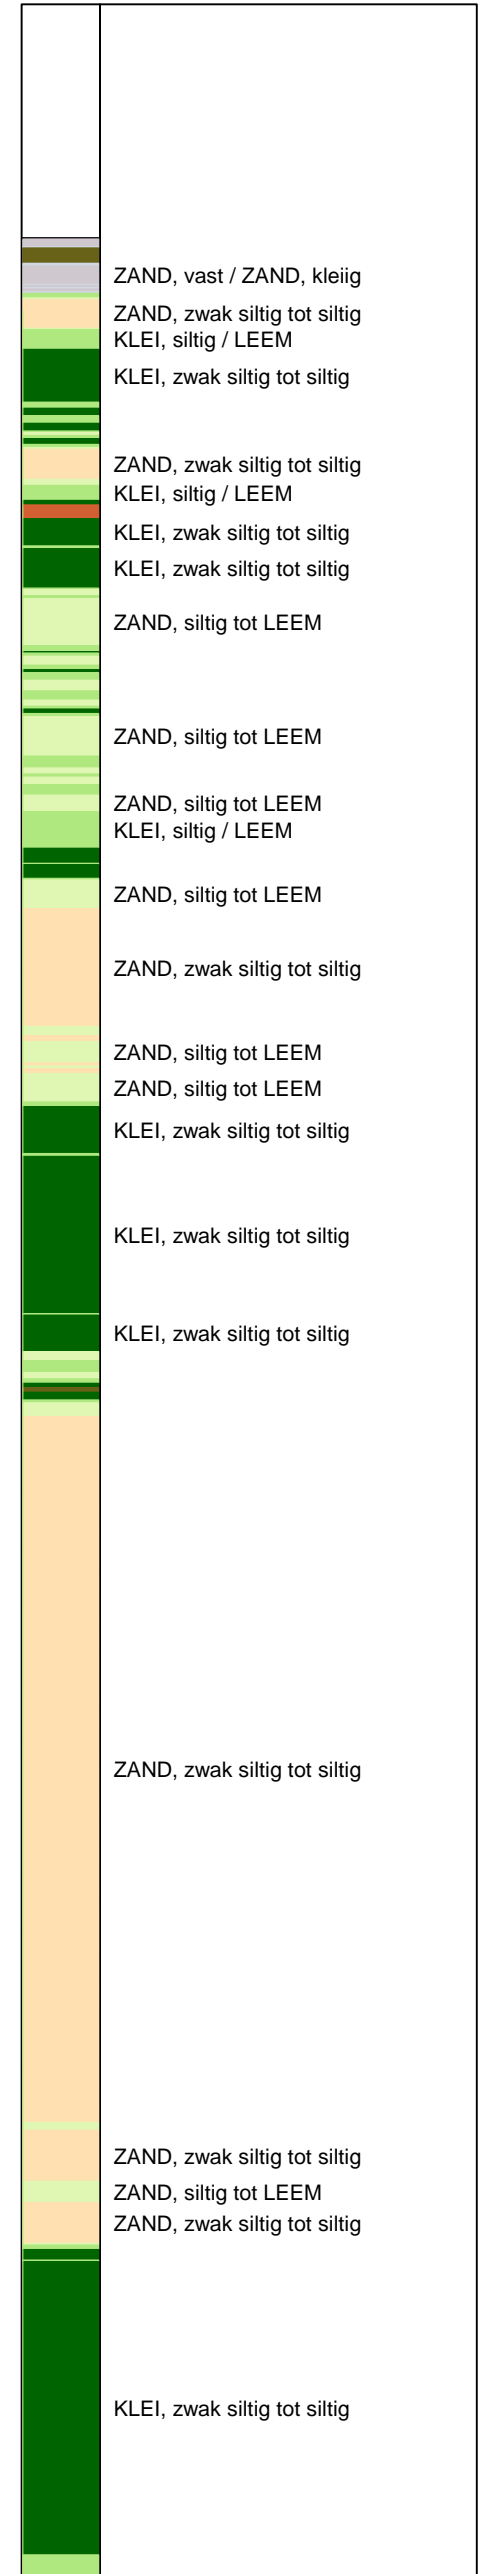 ZAND, vast / ZAND, kleiig
ZAND, zwak siltig tot siltig
KLEI, siltig / LEEM
KLEI, zwak siltig tot siltig
ZAND, zwak siltig tot siltig
KLEI, siltig / LEEM
KLEI, zwak siltig tot siltig
KLEI, zwak siltig tot siltig
ZAND, siltig tot LEEM
ZAND, siltig tot LEEM
ZAND, siltig tot LEEM
KLEI, siltig / LEEM
ZAND, siltig tot LEEM
ZAND, zwak siltig tot siltig
ZAND, siltig tot LEEM
ZAND, siltig tot LEEM
KLEI, zwak siltig tot siltig
KLEI, zwak siltig tot siltig
KLEI, zwak siltig tot siltig
ZAND, zwak siltig tot siltig
ZAND, zwak siltig tot siltig
ZAND, siltig tot LEEM
ZAND, zwak siltig tot siltig
KLEI, zwak siltig tot siltig